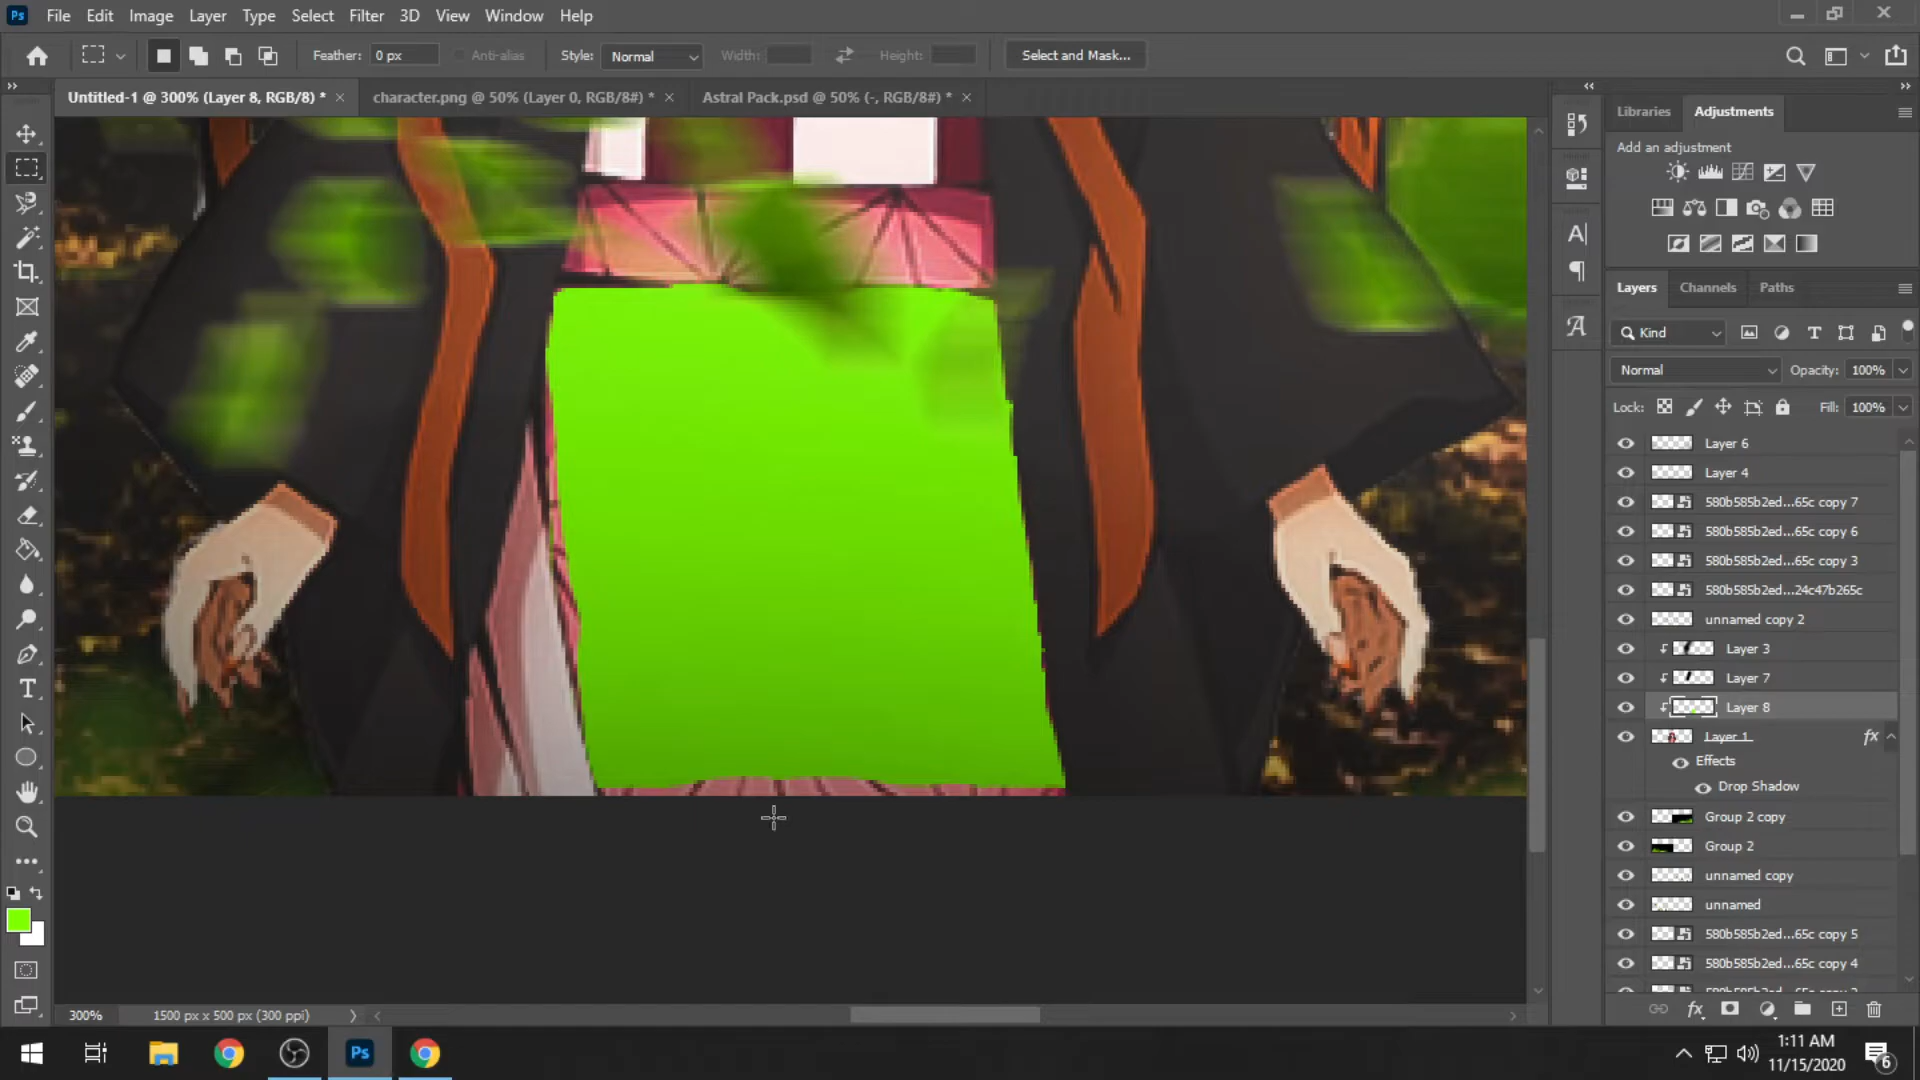 Ps File Edit Image Layer Type Select Filter 3D View Window Help
Feather: 0 px Anti-alias Style: Normal Width: Height: Select and Mask...
Untitled-1 @ 300% (Layer 8, RGB/8) * character.png @ 50% (Layer 0, RGB/8#) * Astral Pack.psd @ 50% (-, RGB/8#) *
Libraries Adjustments
Add an adjustment
Layers Channels Paths
Kind
Normal Opacity: 100%
Lock: Fill: 100%
Layer 6
Layer 4
580b585b2ed...65c copy 7
580b585b2ed...65c copy 6
580b585b2ed...65c copy 3
580b585b2ed...24c47b265c
unnamed copy 2
Layer 3
Layer 7
Layer 8
Layer 1 fx
Effects
Drop Shadow
Group 2 copy
Group 2
unnamed copy
unnamed
580b585b2ed...65c copy 5
580b585b2ed...65c copy 4
300% 1500 px x 500 px (300 ppi)
fx
Ps
1:11 AM
11/15/2020
6